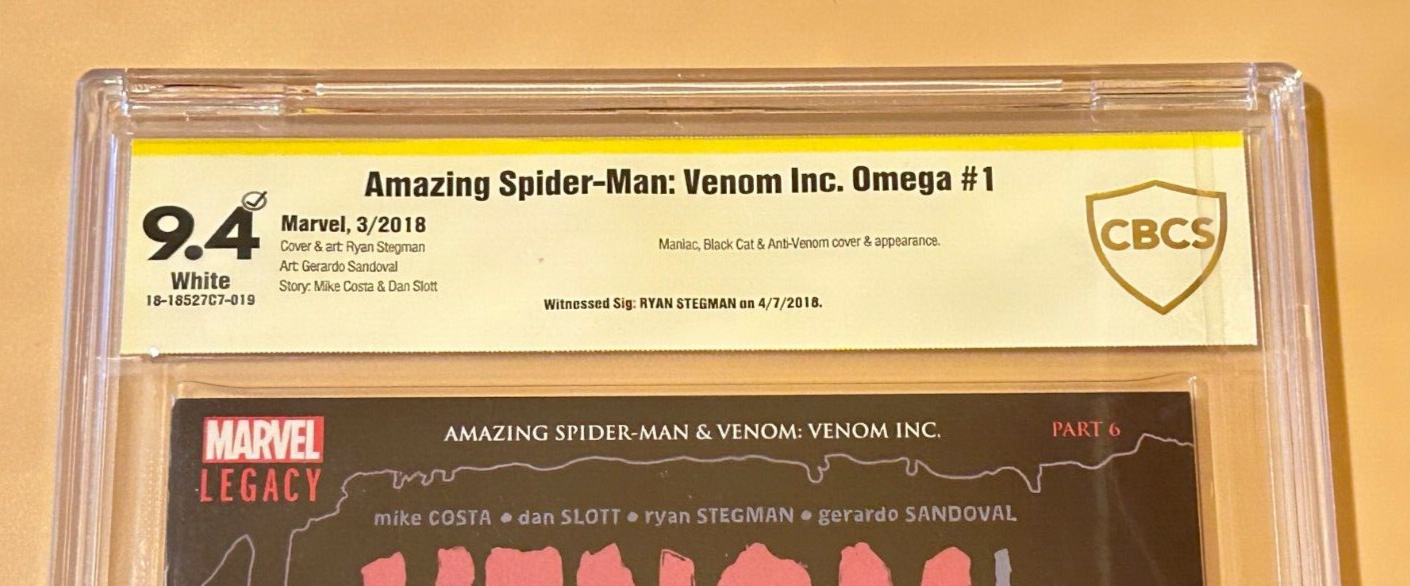 Amazing Spider-Man: Venom Inc. Omega #1
9.4
White
18-18527C7-019
Marvel, 3/2018
Cover & art: Ryan Stegman
Art: Gerardo Sandoval
Story: Mike Costa & Dan Slott
Maniac, Black Cat & Anti-Venom cover & appearance.
Witnessed Sig: RYAN STEGMAN on 4/7/2018.
CBCS
MARVEL
LEGACY
AMAZING SPIDER-MAN & VENOM: VENOM INC.
PART 6
mike COSTA • dan SLOTT • ryan STEGMAN • gerardo SANDOVAL